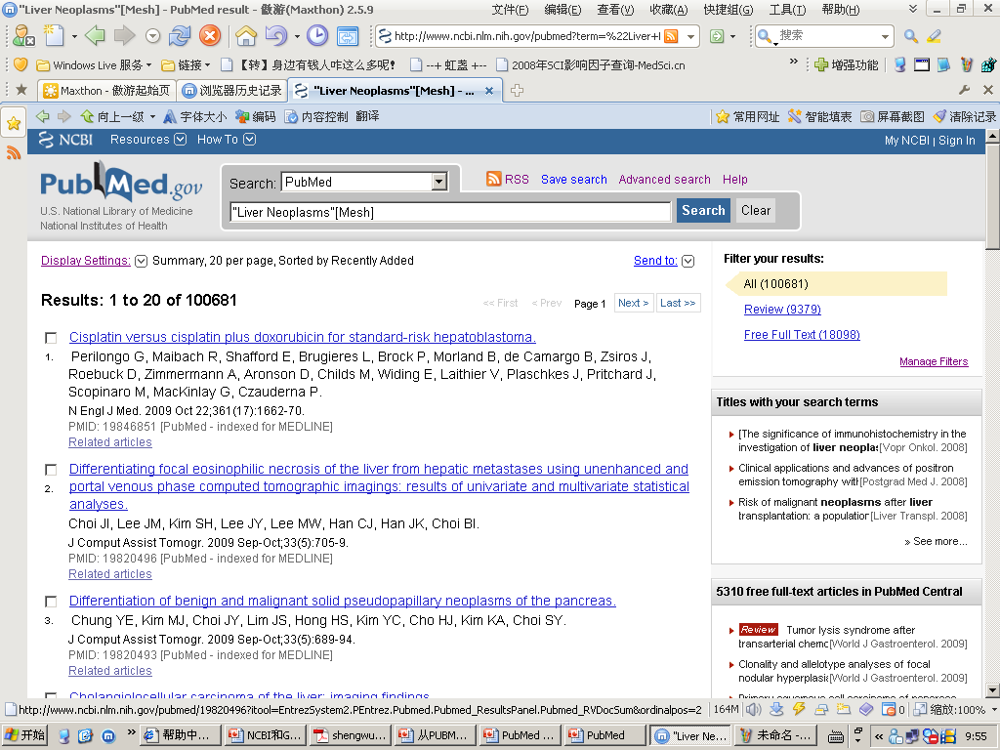 "Liver Neoplasms"[Mesh] - PubMed result - 傲游(Maxthon) 2.5.9
文件(F) 编辑(E) 查看(V) 收藏(A) 快捷组(G) 工具(T) 帮助(H)
http://www.ncbi.nlm.nih.gov/pubmed?term=%22Liver+l
搜索
Windows Live 服务 链接 【转】身边有钱人咋这么多呢! --+ 虹盏 +-- 2008年SCI影响因子查询-MedSci.cn
增强功能
Maxthon - 傲游起始页 浏览器历史记录 "Liver Neoplasms"[Mesh] - ...
向上一级 字体大小 编码 内容控制 翻译
常用网址 智能填表 屏幕截图 清除记录
NCBI Resources How To
My NCBI | Sign In
PubMed.gov
U.S. National Library of Medicine
National Institutes of Health
Search: PubMed
RSS Save search Advanced search Help
"Liver Neoplasms"[Mesh]
Search Clear
Display Settings: Summary, 20 per page, Sorted by Recently Added
Send to:
Results: 1 to 20 of 100681
<< First < Prev Page 1 Next > Last >>
Cisplatin versus cisplatin plus doxorubicin for standard-risk hepatoblastoma.
1. Perilongo G, Maibach R, Shafford E, Brugieres L, Brock P, Morland B, de Camargo B, Zsiros J,
Roebuck D, Zimmermann A, Aronson D, Childs M, Widing E, Laithier V, Plaschkes J, Pritchard J,
Scopinaro M, MacKinlay G, Czauderna P.
N Engl J Med. 2009 Oct 22;361(17):1662-70.
PMID: 19846851 [PubMed - indexed for MEDLINE]
Related articles
Differentiating focal eosinophilic necrosis of the liver from hepatic metastases using unenhanced and
2. portal venous phase computed tomographic imagings: results of univariate and multivariate statistical
analyses.
Choi JI, Lee JM, Kim SH, Lee JY, Lee MW, Han CJ, Han JK, Choi BI.
J Comput Assist Tomogr. 2009 Sep-Oct;33(5):705-9.
PMID: 19820496 [PubMed - indexed for MEDLINE]
Related articles
Differentiation of benign and malignant solid pseudopapillary neoplasms of the pancreas.
3. Chung YE, Kim MJ, Choi JY, Lim JS, Hong HS, Kim YC, Cho HJ, Kim KA, Choi SY.
J Comput Assist Tomogr. 2009 Sep-Oct;33(5):689-94.
PMID: 19820493 [PubMed - indexed for MEDLINE]
Related articles
Cholangiolocellular carcinoma of the liver: imaging findings.
Filter your results:
All (100681)
Review (9379)
Free Full Text (18098)
Manage Filters
Titles with your search terms
[The significance of immunohistochemistry in the
investigation of liver neopla[Vopr Onkol. 2008]
Clinical applications and advances of positron
emission tomography with[Postgrad Med J. 2008]
Risk of malignant neoplasms after liver
transplantation: a population[Liver Transpl. 2008]
» See more...
5310 free full-text articles in PubMed Central
Review Tumor lysis syndrome after
transarterial chemo[World J Gastroenterol. 2009]
Clonality and allelotype analyses of focal
nodular hyperplasi[World J Gastroenterol. 2009]
Primary squamous cell carcinoma of the liver:
http://www.ncbi.nlm.nih.gov/pubmed/19820496?itool=EntrezSystem2.PEntrez.Pubmed.Pubmed_ResultsPanel.Pubmed_RVDocSum&ordinalpos=2
164M 0 缩放:100%
开始 帮助中... NCBI和G... shengwu... 从PUBM... PubMed ... PubMed "Liver Ne... 未命名 -...
9:55